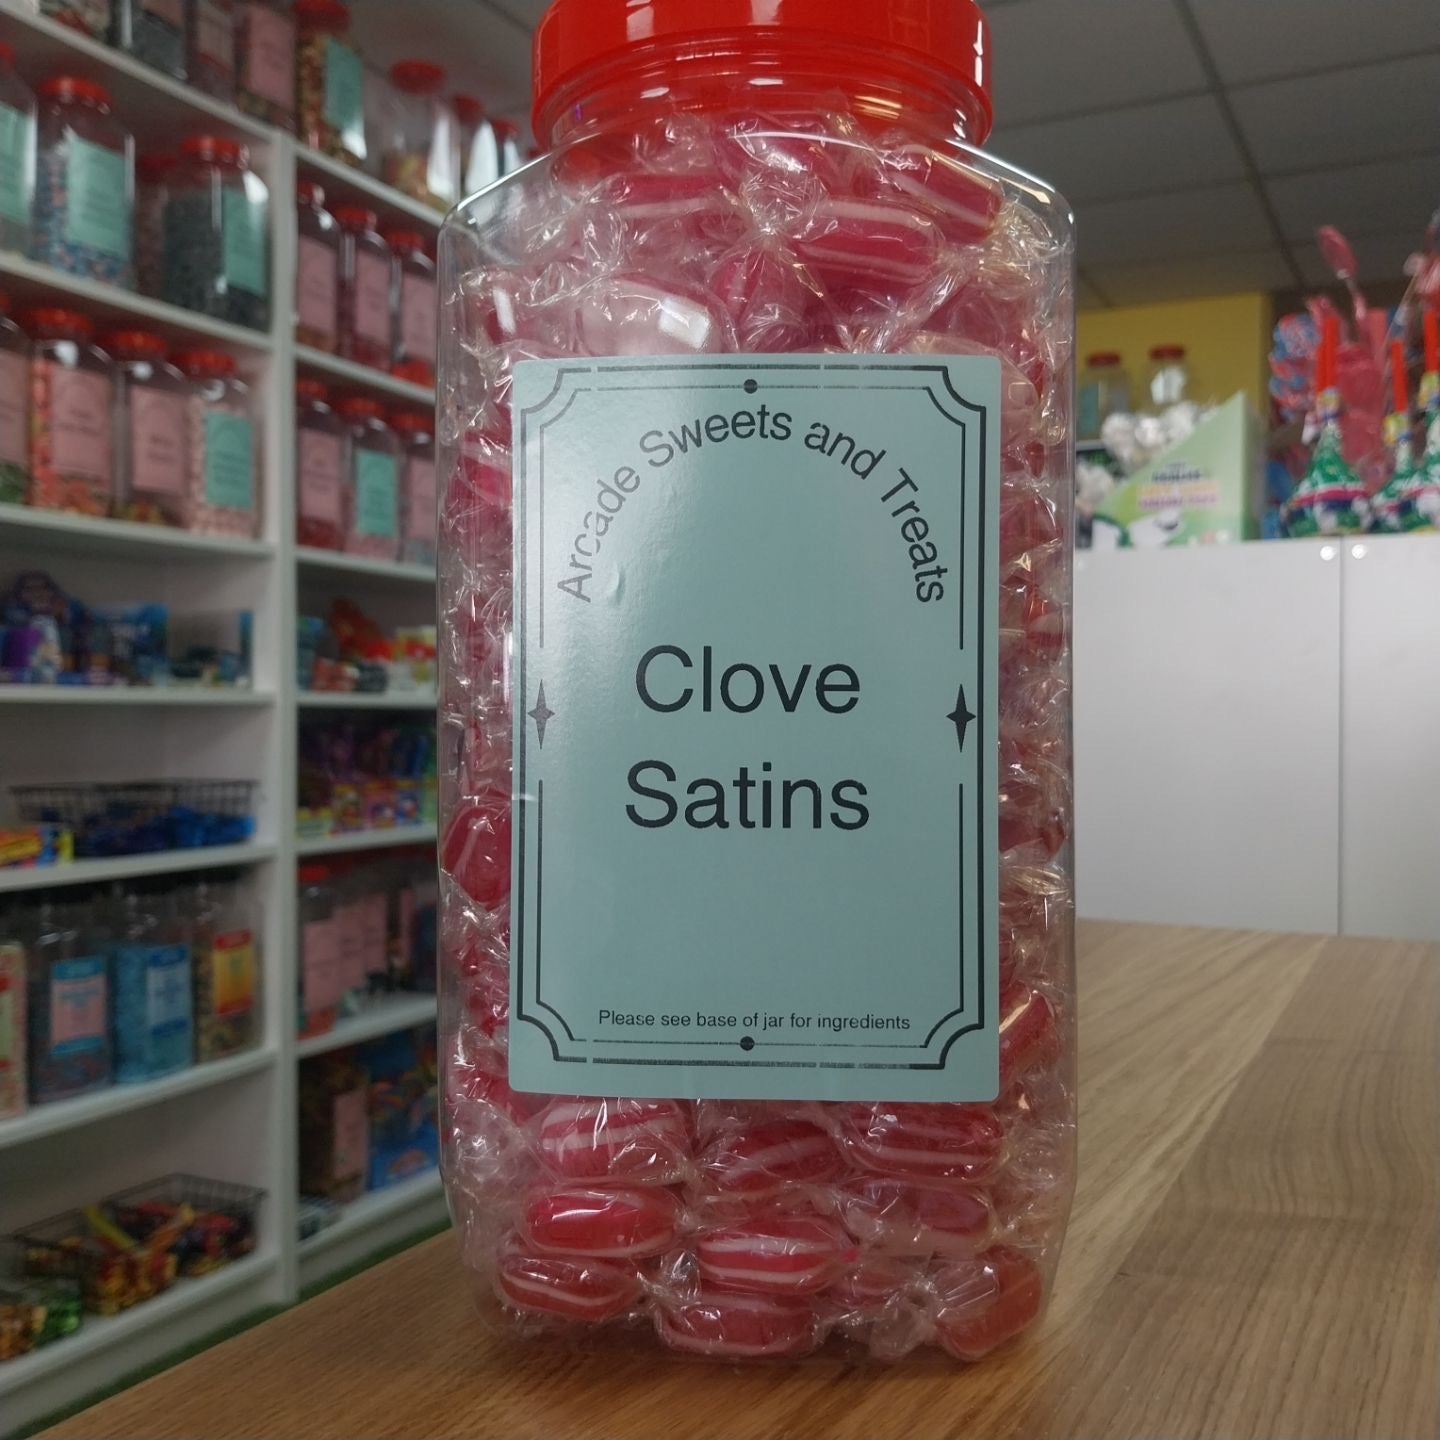 Arcade Sweets and Treats
Clove
Satins
Please see base of jar for ingredients